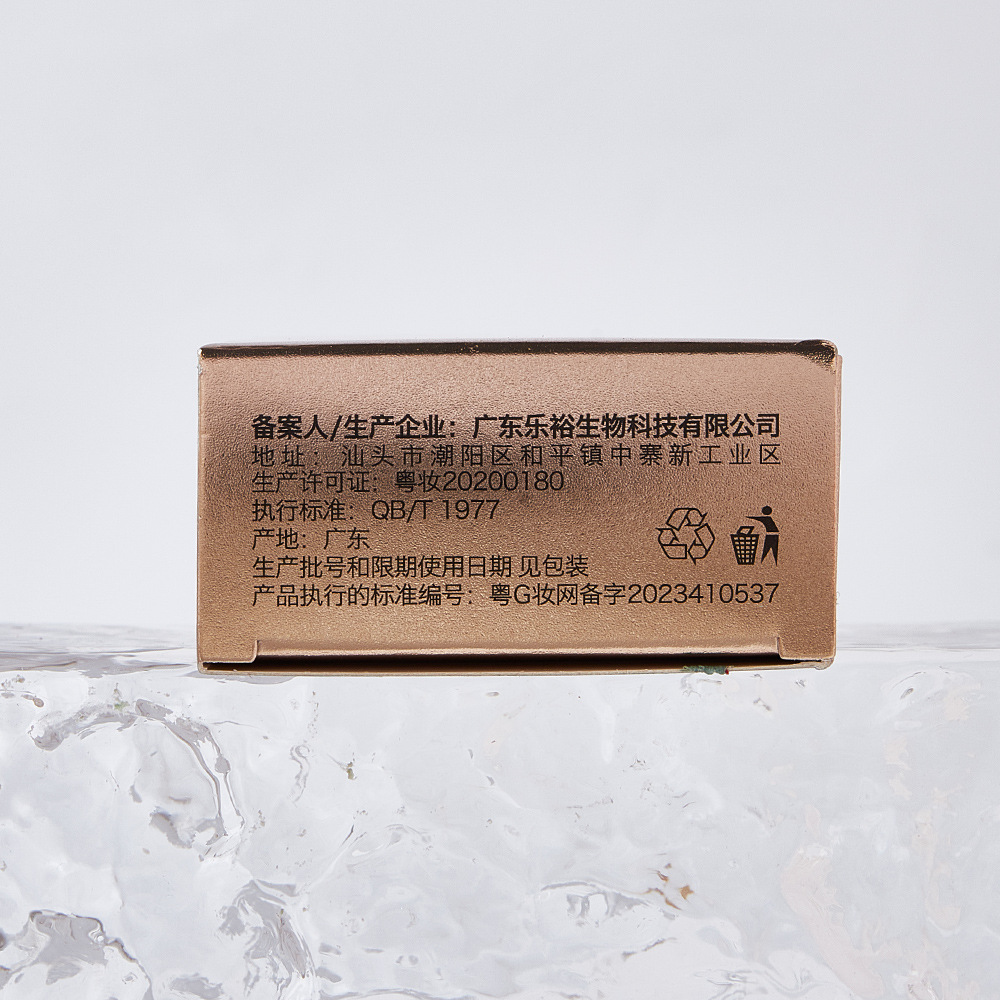 备案人/生产企业：广东乐裕生物科技有限公司
地址：汕头市潮阳区和平镇中寨新工业区
生产许可证：粤妆20200180
执行标准：QB/T 1977
产地：广东
生产批号和限期使用日期 见包装
产品执行的标准编号：粤G妆网备字2023410537